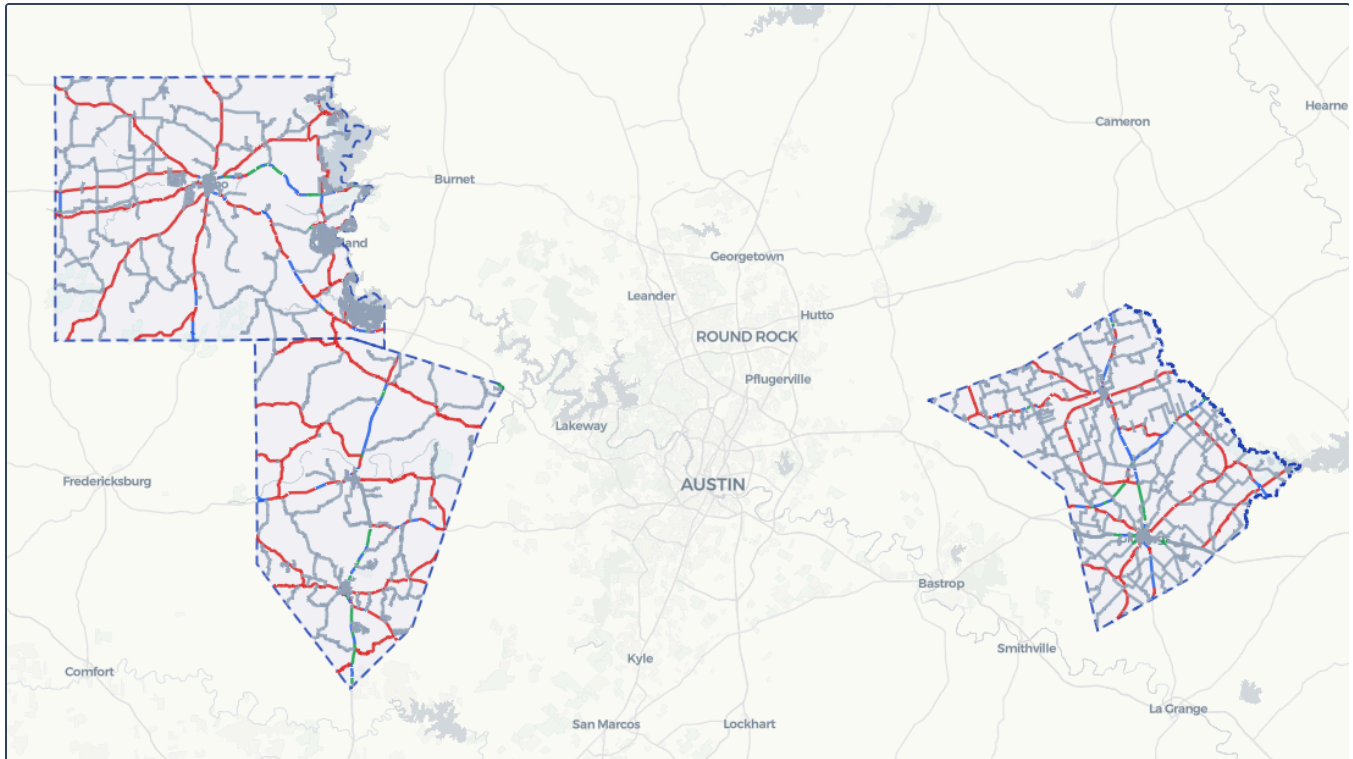 Hearne
Cameron
Burnet
Georgetown
Leander
Hutto
ROUND ROCK
Pflugerville
Lakeway
Fredericksburg
AUSTIN
Bastrop
Smithville
Kyle
Comfort
La Grange
San Marcos
Lockhart